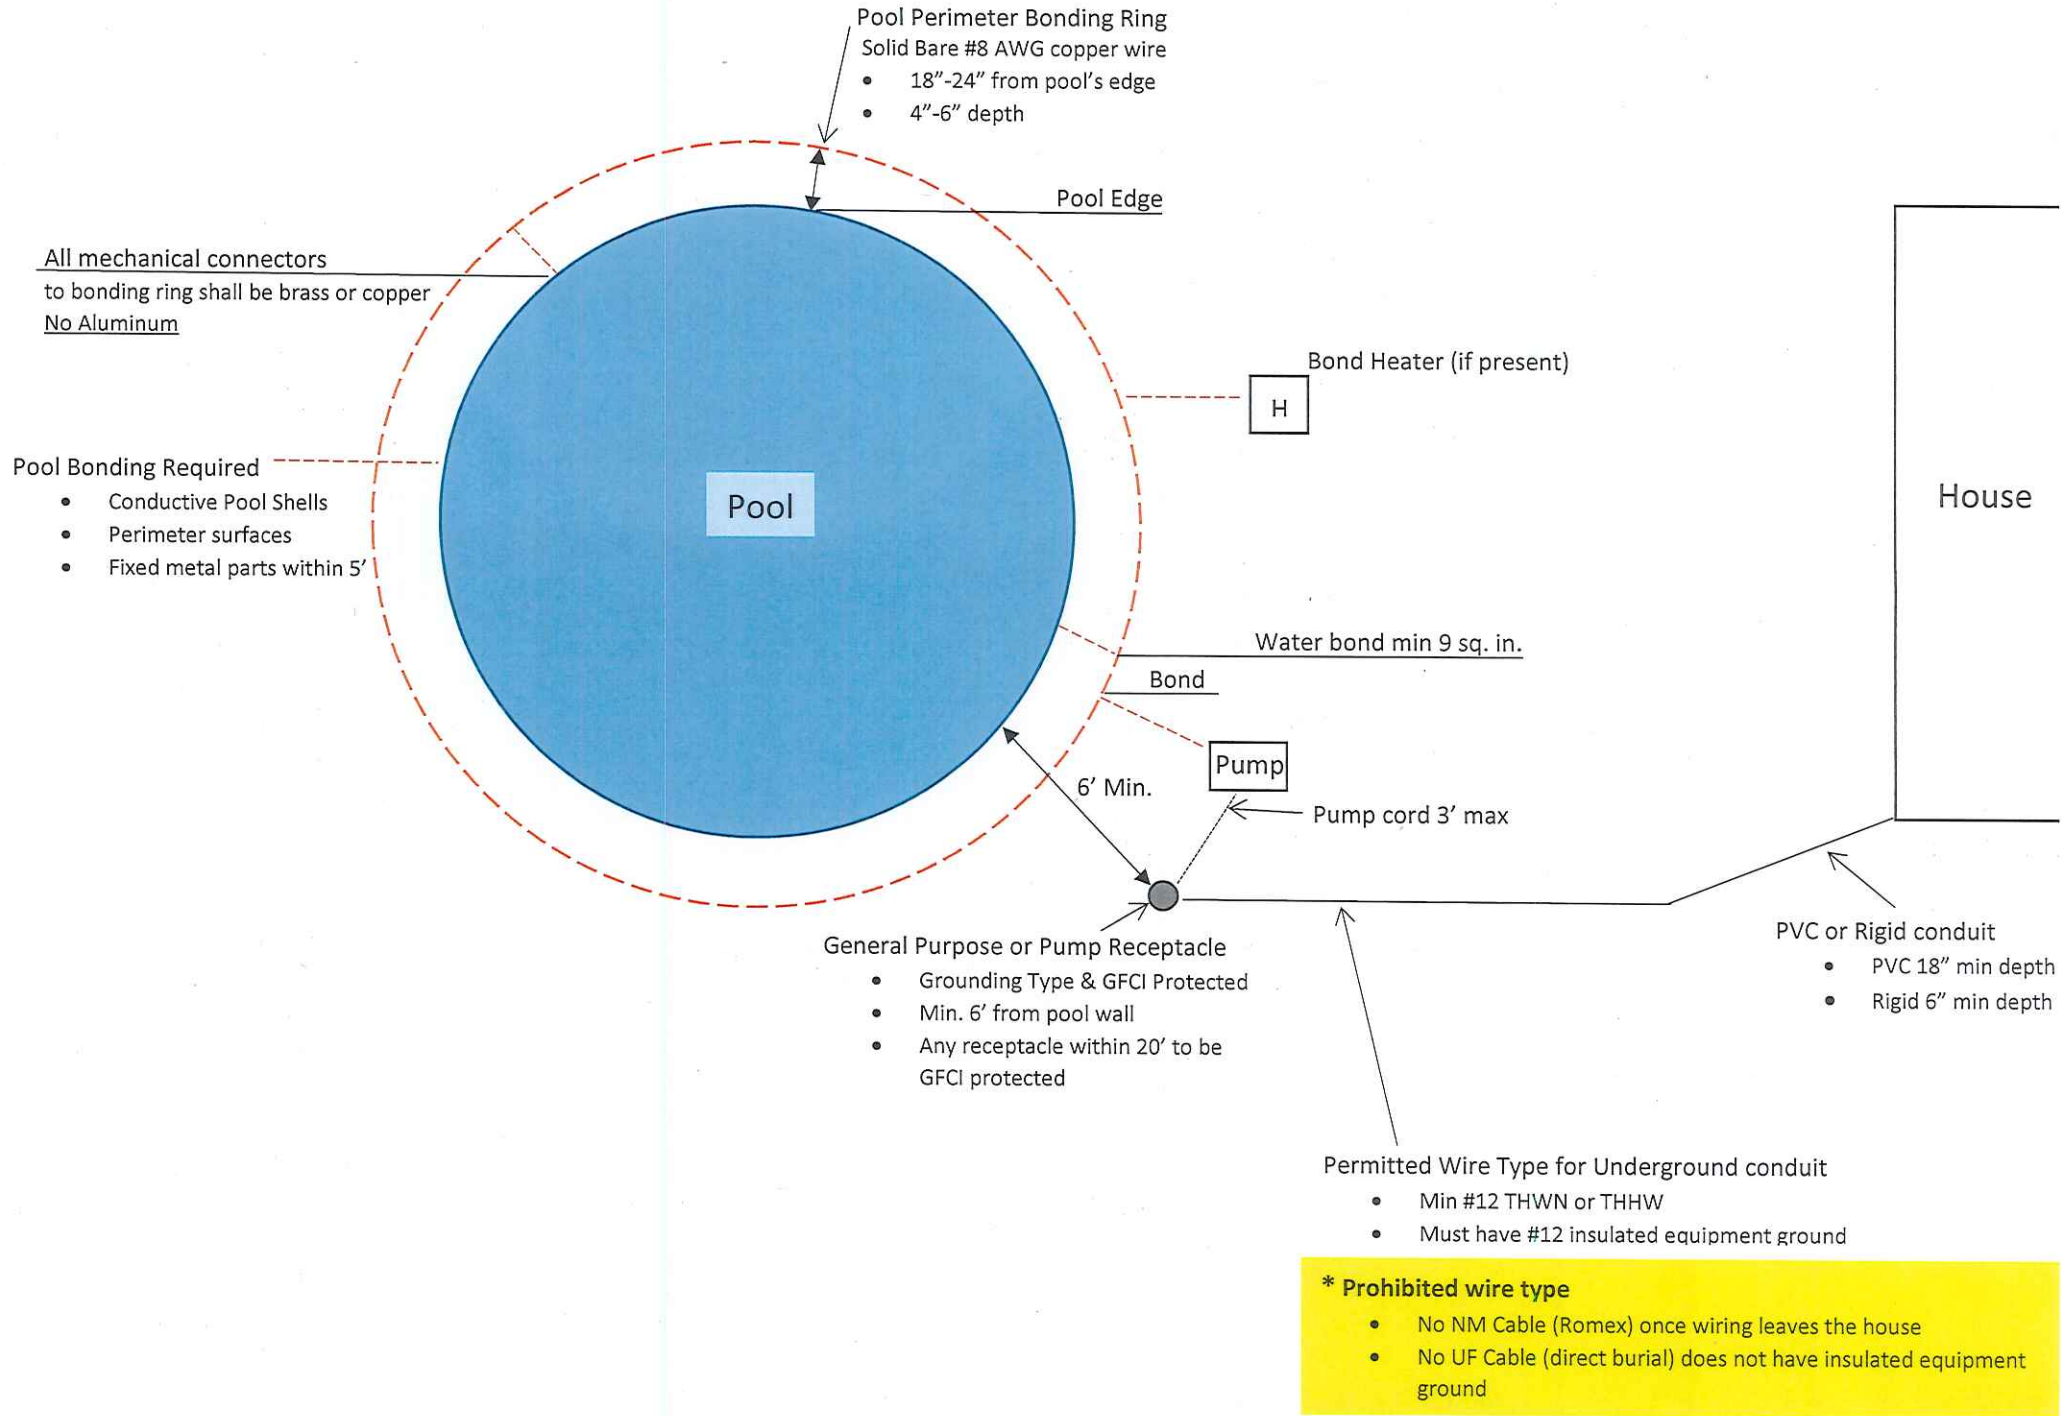 Pool Perimeter Bonding Ring
Solid Bare #8 AWG copper wire
• 18”-24” from pool’s edge
• 4”-6” depth
Pool Edge
All mechanical connectors
to bonding ring shall be brass or copper
No Aluminum
Bond Heater (if present)
H
Pool Bonding Required
• Conductive Pool Shells
• Perimeter surfaces
• Fixed metal parts within 5’
Pool
House
Water bond min 9 sq. in.
Bond
Pump
6’ Min.
Pump cord 3’ max
General Purpose or Pump Receptacle
• Grounding Type & GFCI Protected
• Min. 6’ from pool wall
• Any receptacle within 20’ to be
GFCI protected
PVC or Rigid conduit
• PVC 18” min depth
• Rigid 6” min depth
Permitted Wire Type for Underground conduit
• Min #12 THWN or THHW
• Must have #12 insulated equipment ground
* Prohibited wire type
• No NM Cable (Romex) once wiring leaves the house
• No UF Cable (direct burial) does not have insulated equipment
ground